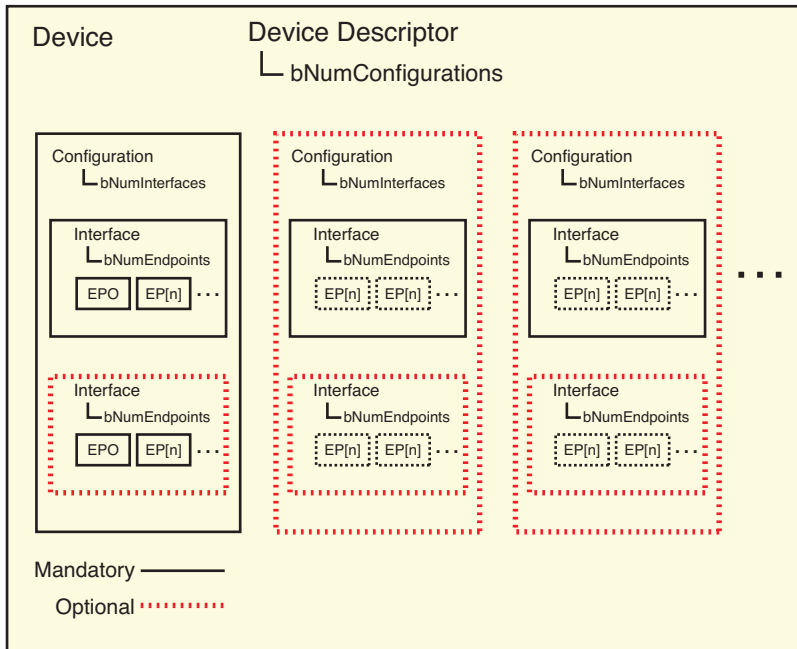 Device
Device Descriptor
bNumConfigurations
Configuration
bNumInterfaces
Interface
bNumEndpoints
EPO EP[n] ...
Interface
bNumEndpoints
EPO EP[n] ...
Configuration
bNumInterfaces
Interface
bNumEndpoints
EP[n] EP[n] ...
Interface
bNumEndpoints
EP[n] EP[n] ...
Configuration
bNumInterfaces
Interface
bNumEndpoints
EP[n] EP[n] ...
Interface
bNumEndpoints
EP[n] EP[n] ...
...
Mandatory
Optional